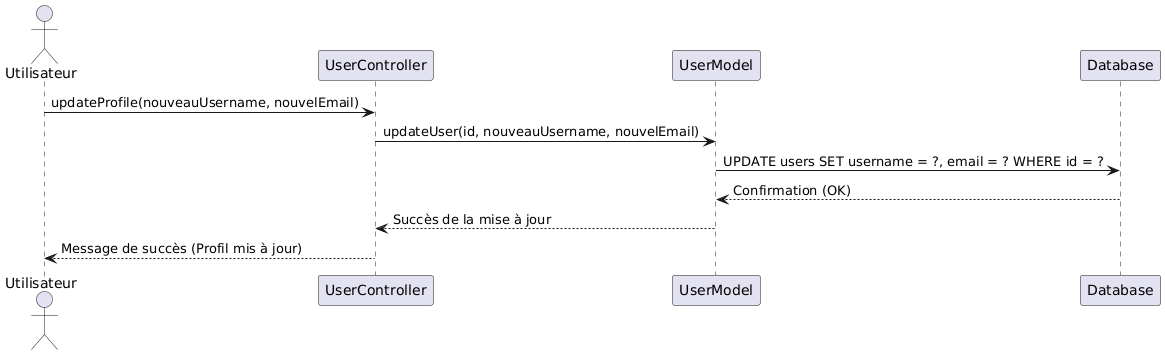 Utilisateur
UserController
UserModel
Database
updateProfile(nouveauUsername, nouvelEmail)
updateUser(id, nouveauUsername, nouvelEmail)
UPDATE users SET username = ?, email = ? WHERE id = ?
Confirmation (OK)
Succès de la mise à jour
Message de succès (Profil mis à jour)
Utilisateur
UserController
UserModel
Database